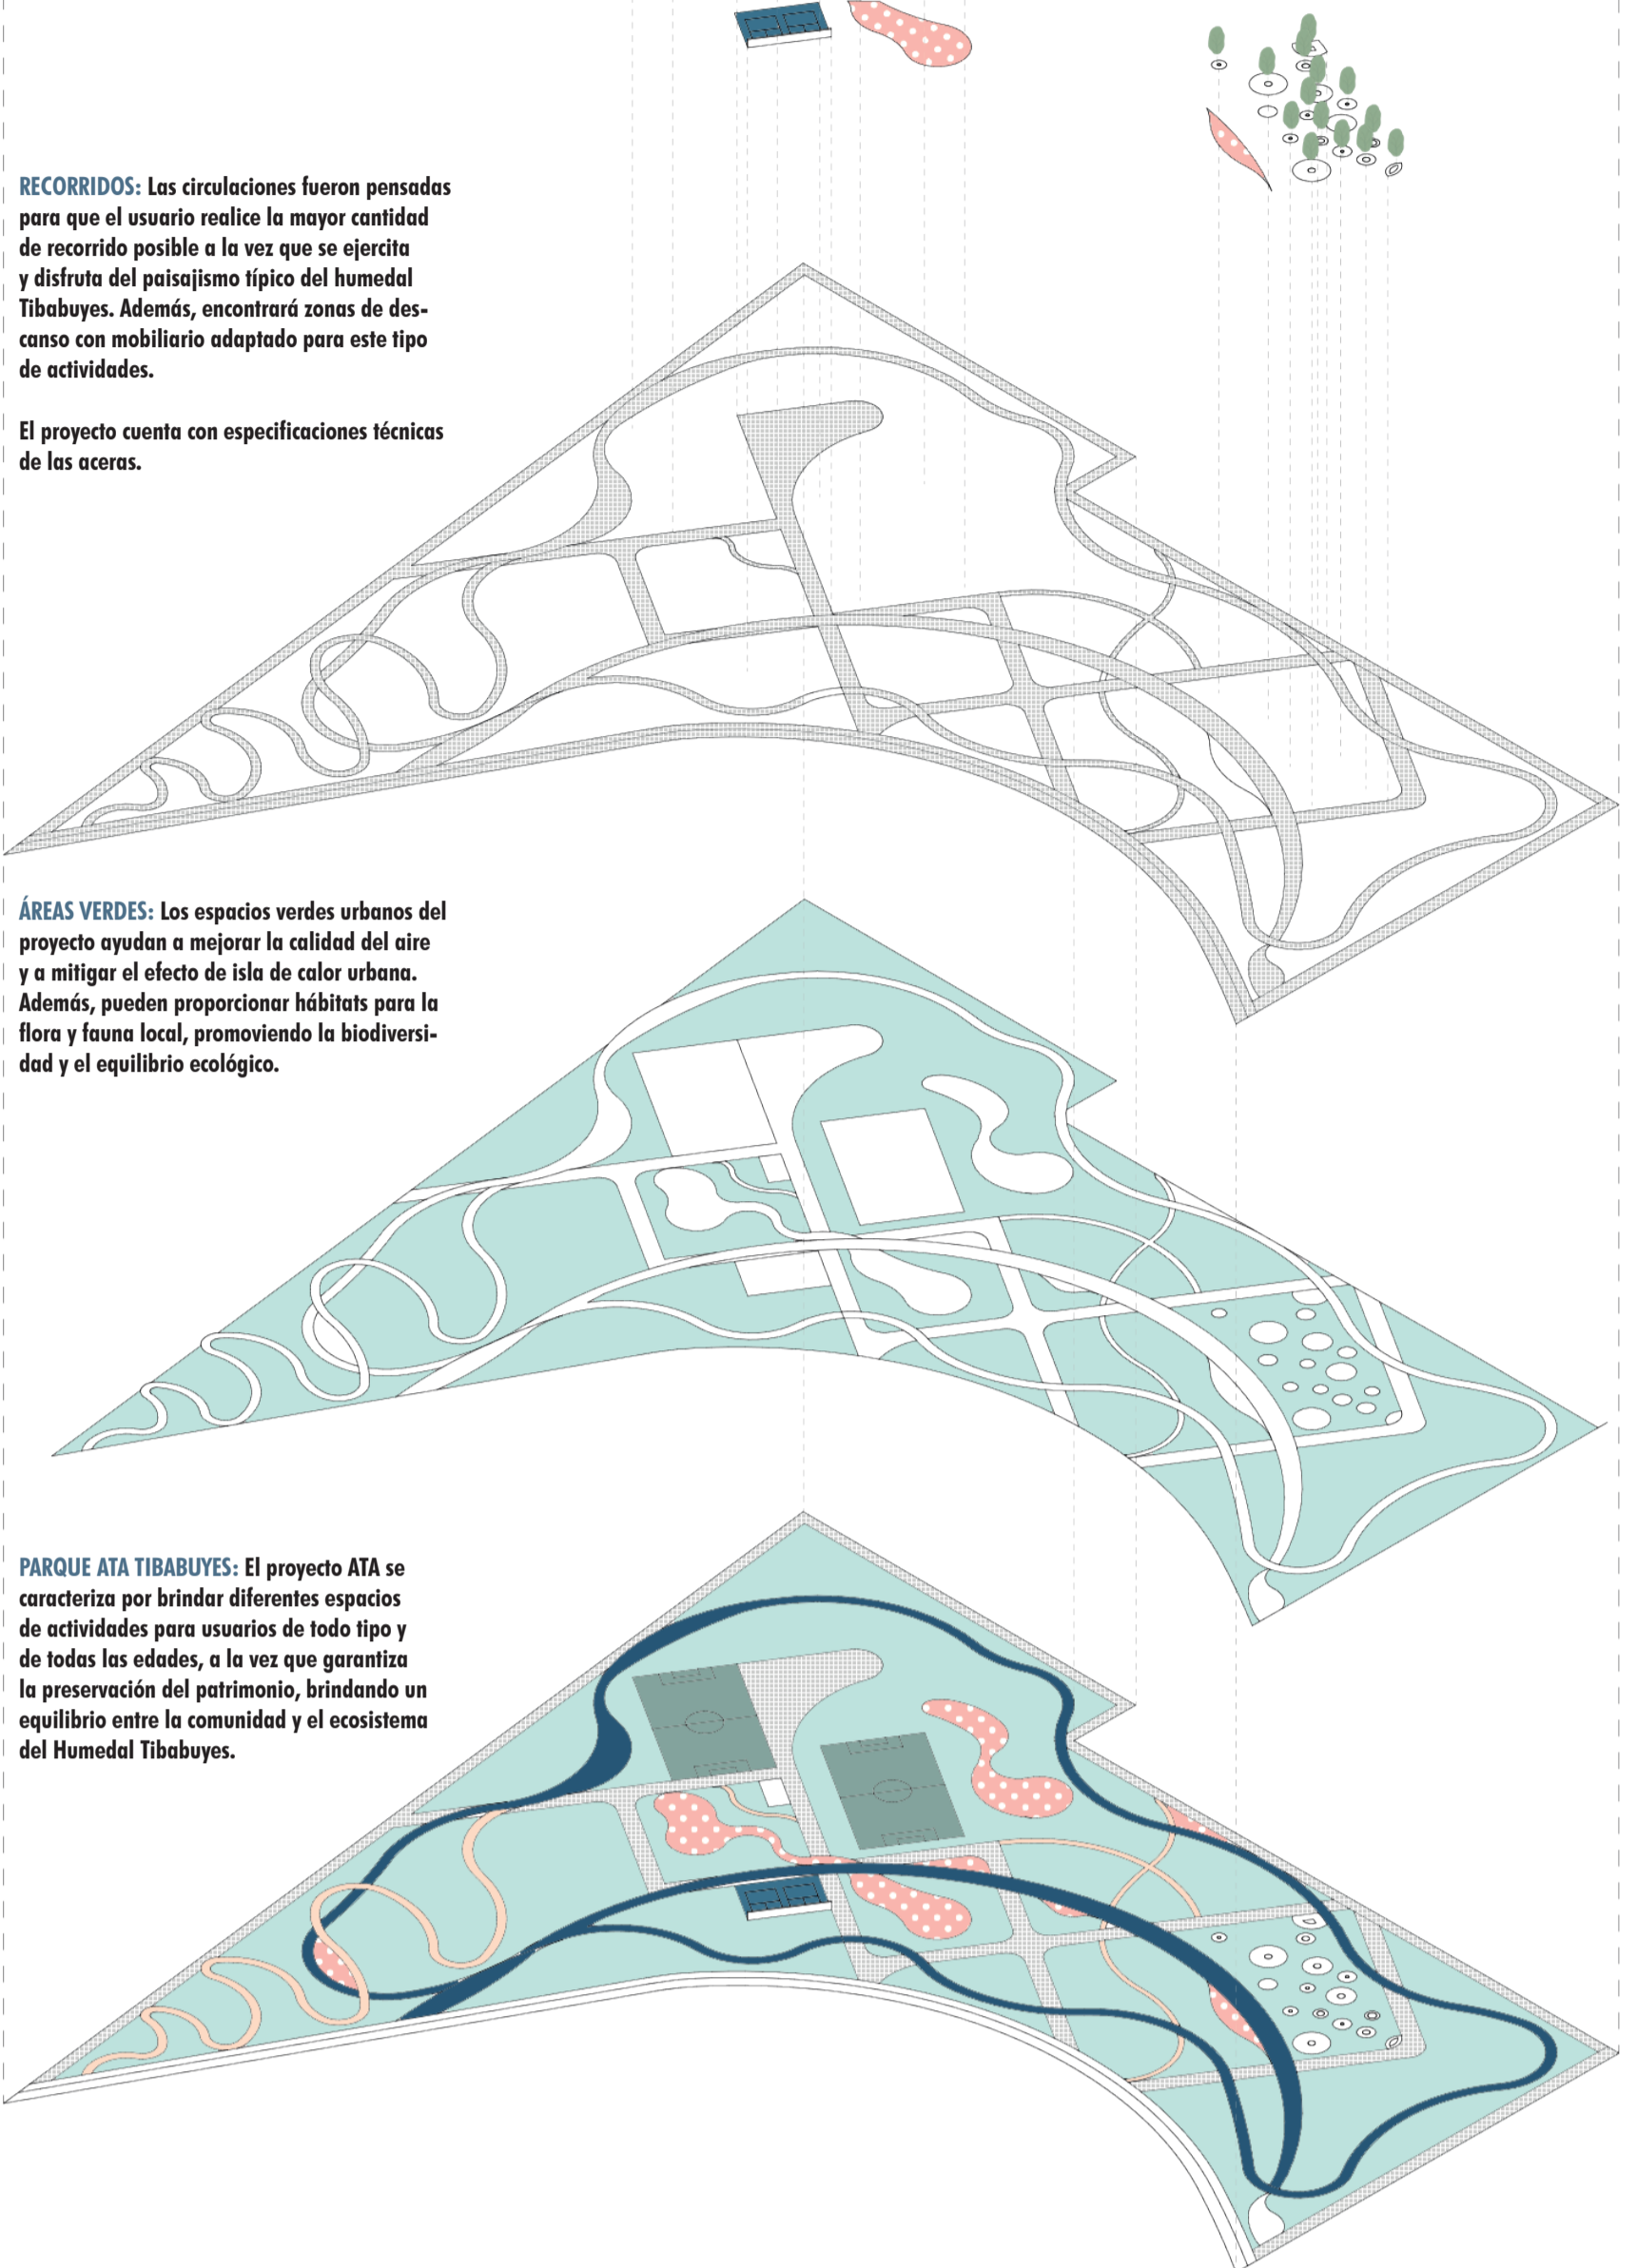 RECORRIDOS: Las circulaciones fueron pensadas
para que el usuario realice la mayor cantidad
de recorrido posible a la vez que se ejercita
y disfruta del paisajismo típico del humedal
Tibabuyes. Además, encontrará zonas de des-
canso con mobiliario adaptado para este tipo
de actividades.
El proyecto cuenta con especificaciones técnicas
de las aceras.
ÁREAS VERDES: Los espacios verdes urbanos del
proyecto ayudan a mejorar la calidad del aire
y a mitigar el efecto de isla de calor urbana.
Además, pueden proporcionar hábitats para la
flora y fauna local, promoviendo la biodiversi-
dad y el equilibrio ecológico.
PARQUE ATA TIBABUYES: El proyecto ATA se
caracteriza por brindar diferentes espacios
de actividades para usuarios de todo tipo y
de todas las edades, a la vez que garantiza
la preservación del patrimonio, brindando un
equilibrio entre la comunidad y el ecosistema
del Humedal Tibabuyes.